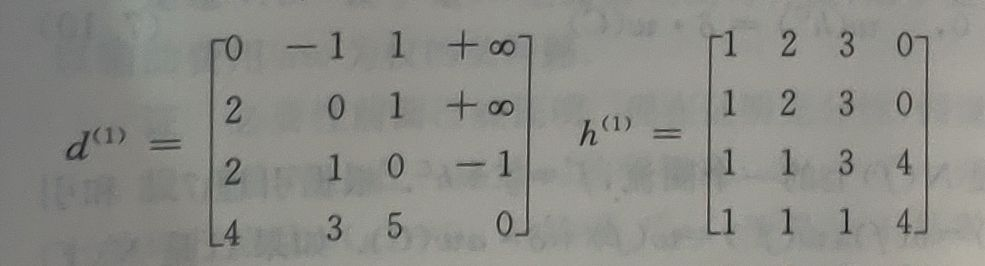 d⁽¹⁾ = [0 −1 1 +∞
2 0 1 +∞
2 1 0 −1
4 3 5 0]
h⁽¹⁾ = [1 2 3 0
1 2 3 0
1 1 3 4
1 1 1 4]